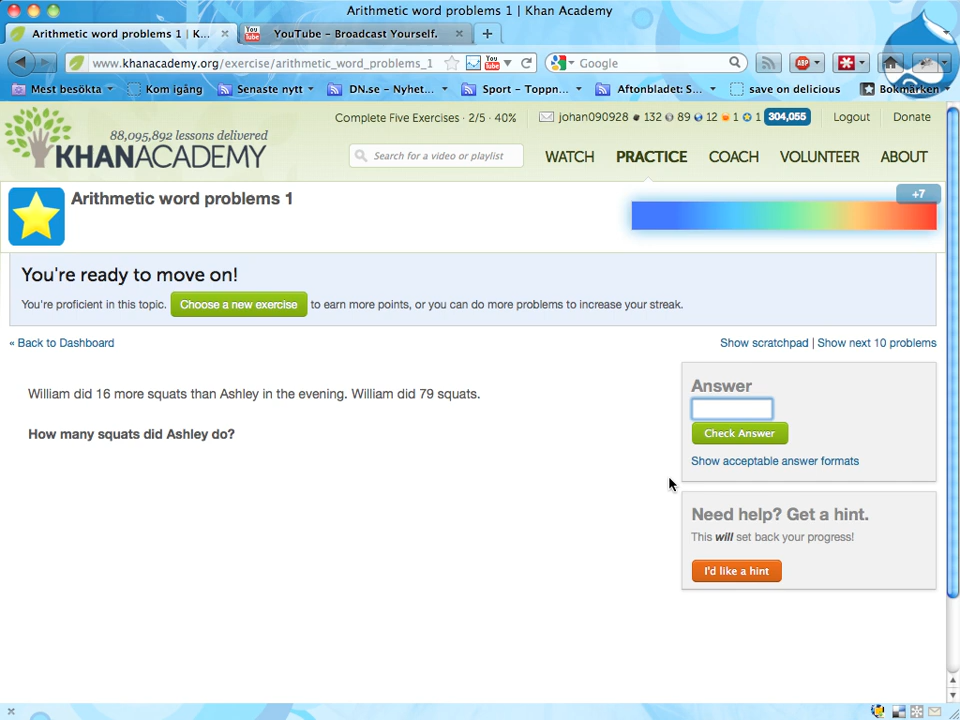 Arithmetic word problems 1 | Khan Academy
Arithmetic word problems 1 | K...
You Tube YouTube - Broadcast Yourself.
www.khanacademy.org/exercise/arithmetic_word_problems_1
You Tube
Google
ABP
Mest besökta
Kom igång
Senaste nytt
DN.se - Nyhet...
Sport - Toppn...
Aftonbladet: S...
save on delicious
Bokmärken
Complete Five Exercises · 2/5 · 40%
johan090928 132 89 12 1 1 304,055
Logout
Donate
88,095,892 lessons delivered
KHANACADEMY
Search for a video or playlist
WATCH PRACTICE COACH VOLUNTEER ABOUT
Arithmetic word problems 1
+7
You're ready to move on!
You're proficient in this topic. Choose a new exercise to earn more points, or you can do more problems to increase your streak.
« Back to Dashboard
Show scratchpad | Show next 10 problems
William did 16 more squats than Ashley in the evening. William did 79 squats.
How many squats did Ashley do?
Answer
Check Answer
Show acceptable answer formats
Need help? Get a hint.
This will set back your progress!
I'd like a hint